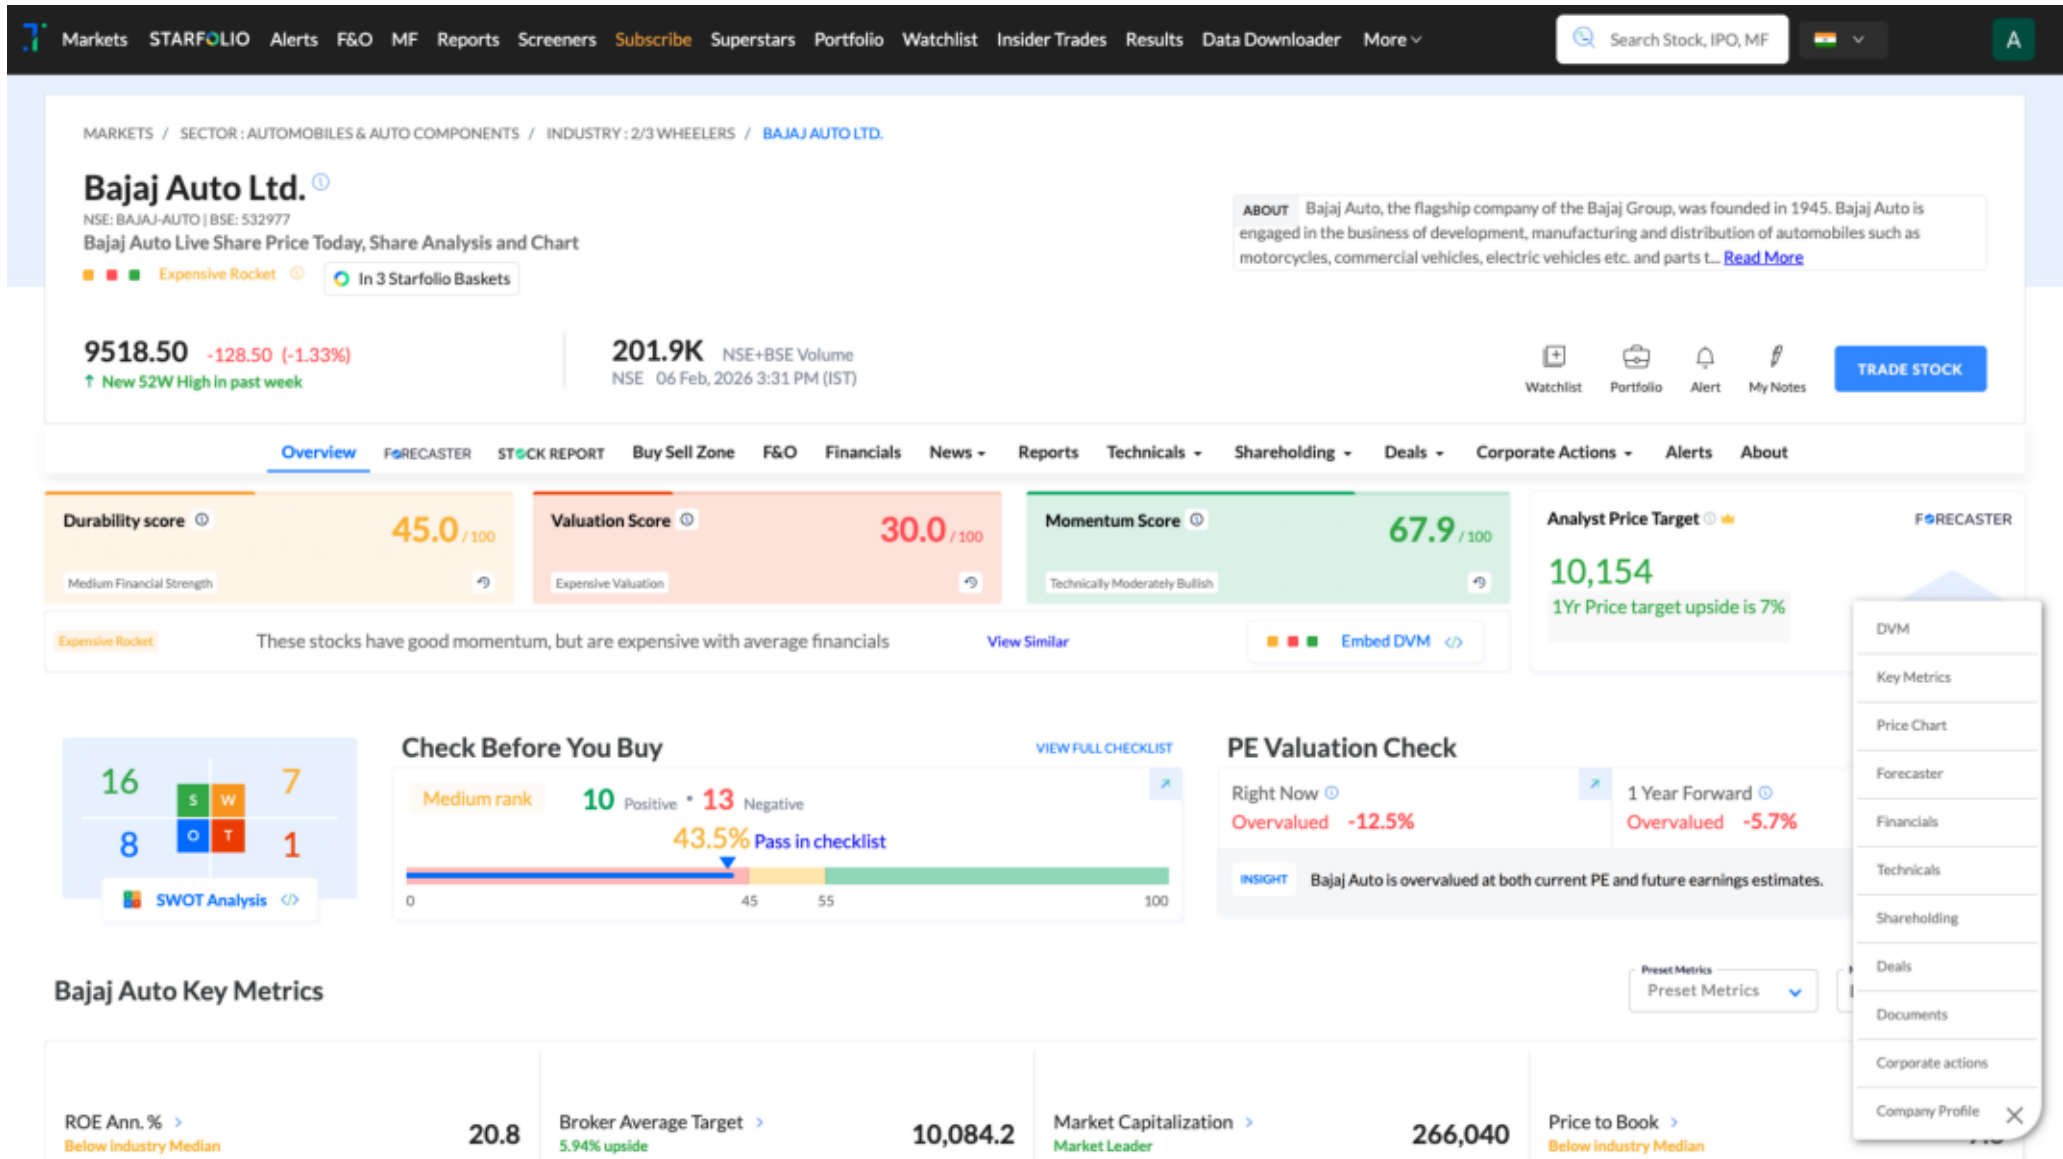 Markets STARFOLIO Alerts F&O MF Reports Screeners Subscribe Superstars Portfolio Watchlist Insider Trades Results Data Downloader More Search Stock, IPO, MF A
MARKETS / SECTOR : AUTOMOBILES & AUTO COMPONENTS / INDUSTRY : 2/3 WHEELERS / BAJAJ AUTO LTD.
Bajaj Auto Ltd.
NSE: BAJAJ-AUTO | BSE: 532977
Bajaj Auto Live Share Price Today, Share Analysis and Chart
Expensive Rocket In 3 Starfolio Baskets
ABOUT Bajaj Auto, the flagship company of the Bajaj Group, was founded in 1945. Bajaj Auto is
engaged in the business of development, manufacturing and distribution of automobiles such as
motorcycles, commercial vehicles, electric vehicles etc. and parts t... Read More
9518.50 -128.50 (-1.33%)
New 52W High in past week
201.9K NSE+BSE Volume
NSE 06 Feb, 2026 3:31 PM (IST)
Watchlist Portfolio Alert My Notes TRADE STOCK
Overview FORECASTER STOCK REPORT Buy Sell Zone F&O Financials News Reports Technicals Shareholding Deals Corporate Actions Alerts About
Durability score 45.0 / 100
Medium Financial Strength
Valuation Score 30.0 / 100
Expensive Valuation
Momentum Score 67.9 / 100
Technically Moderately Bullish
Analyst Price Target FORECASTER
10,154
1Yr Price target upside is 7%
Expensive Rocket These stocks have good momentum, but are expensive with average financials View Similar Embed DVM
16 7
S W
O T
8 1
SWOT Analysis
Check Before You Buy VIEW FULL CHECKLIST
Medium rank 10 Positive • 13 Negative
43.5% Pass in checklist
0 45 55 100
PE Valuation Check
Right Now
Overvalued -12.5%
1 Year Forward
Overvalued -5.7%
INSIGHT Bajaj Auto is overvalued at both current PE and future earnings estimates.
Bajaj Auto Key Metrics
Preset Metrics
Preset Metrics
ROE Ann. % 20.8
Below industry Median
Broker Average Target 10,084.2
5.94% upside
Market Capitalization 266,040
Market Leader
Price to Book
Below industry Median
DVM
Key Metrics
Price Chart
Forecaster
Financials
Technicals
Shareholding
Deals
Documents
Corporate actions
Company Profile